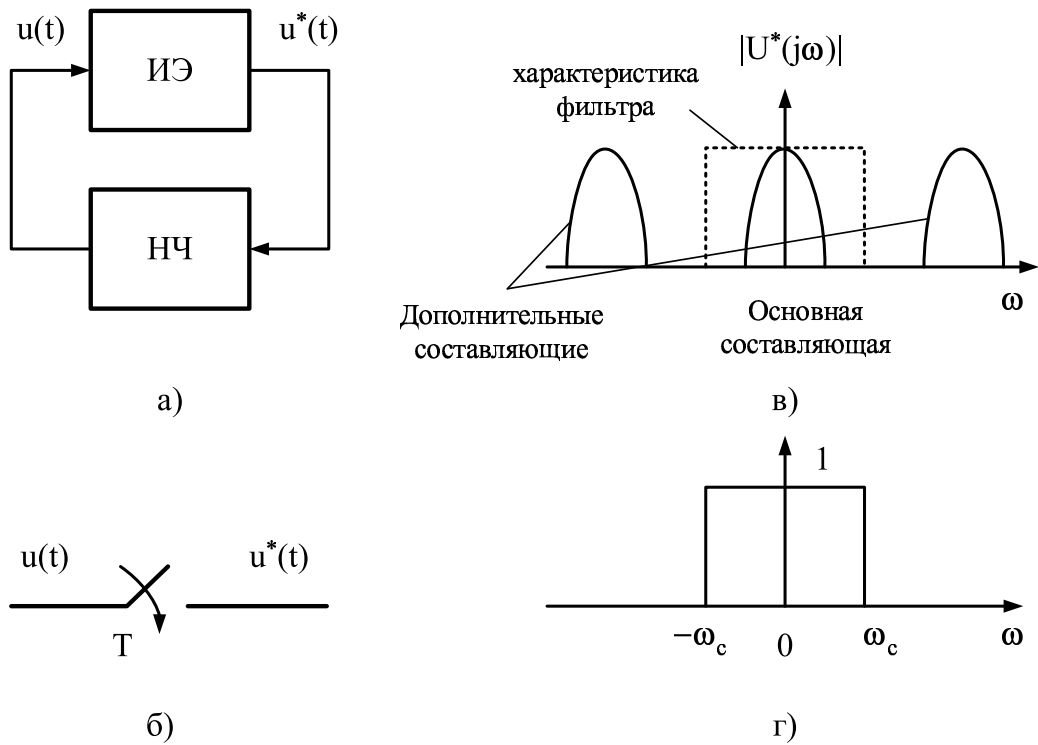 u(t)
u*(t)
ИЭ
НЧ
а)
|U*(jω)|
характеристика
фильтра
ω
Дополнительные
составляющие
Основная
составляющая
в)
u(t)
u*(t)
T
б)
1
−ωc
0
ωc
ω
г)